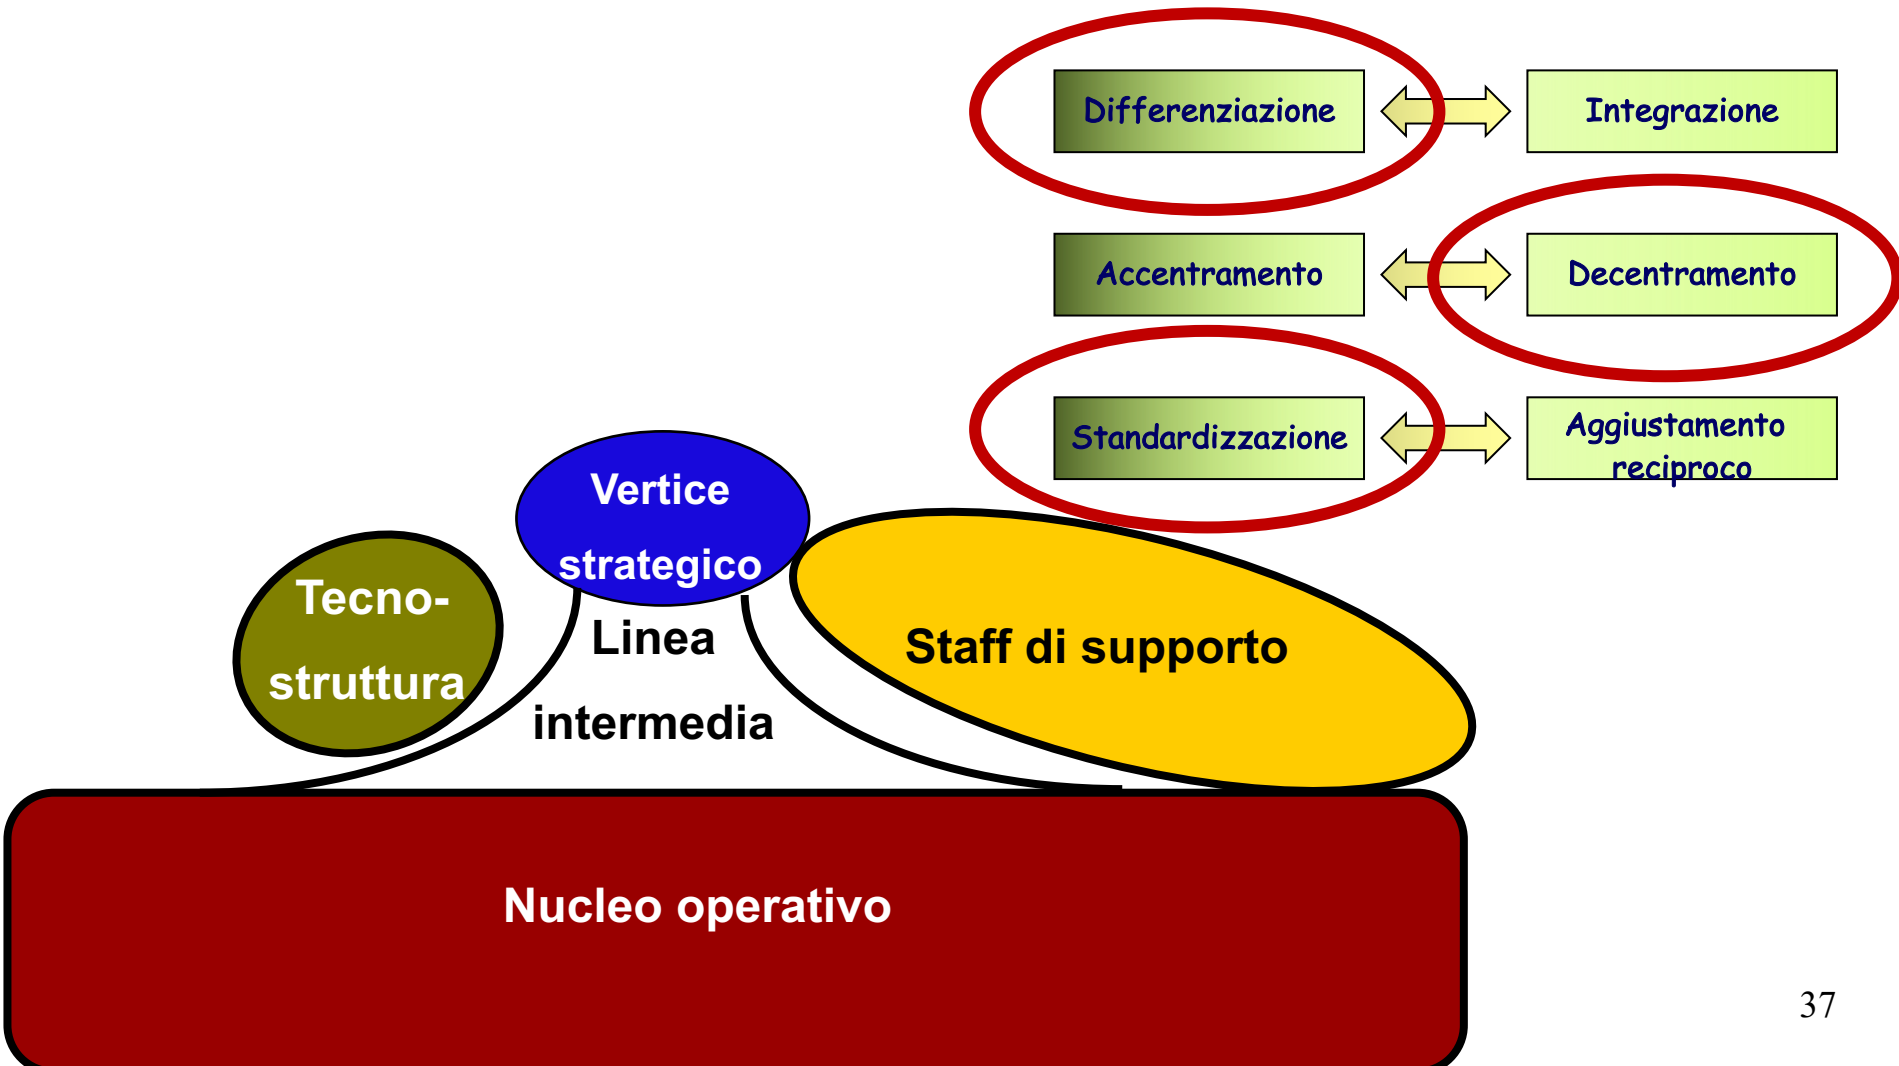 Differenziazione
Integrazione
Accentramento
Decentramento
Standardizzazione
Aggiustamento
reciproco
Vertice
strategico
Tecno-
struttura
Linea
intermedia
Staff di supporto
Nucleo operativo
37